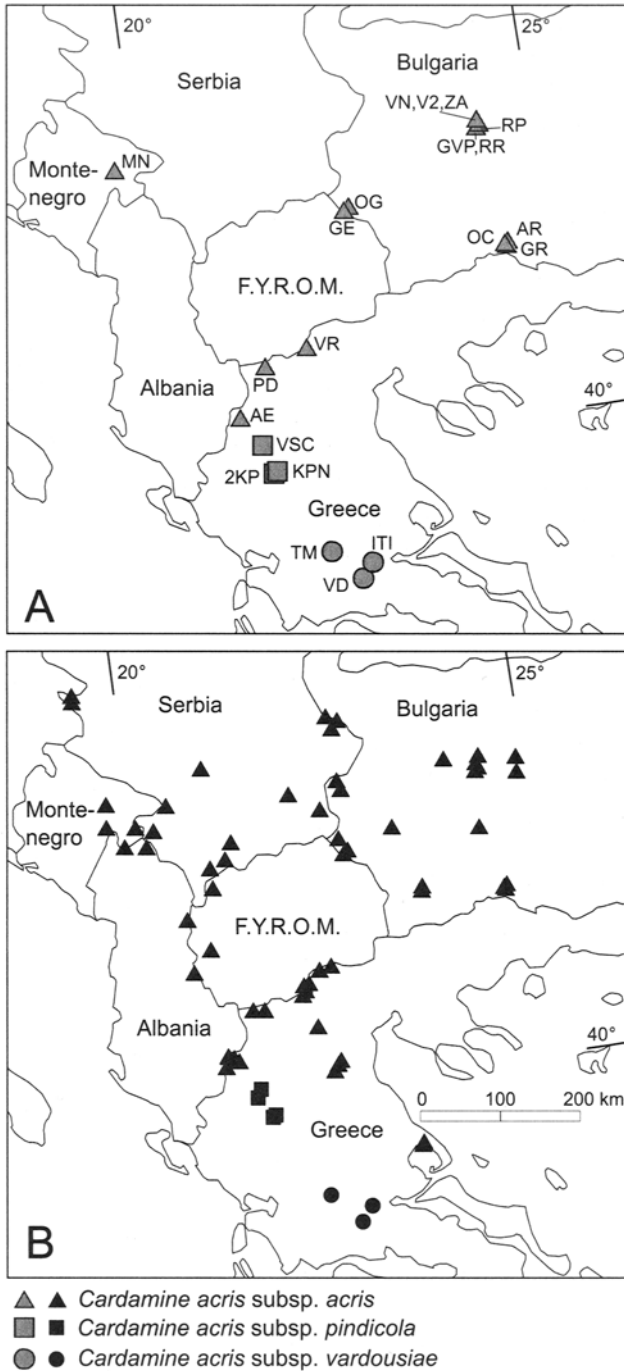 20°
25°
Serbia
Bulgaria
VN,V2,ZA
RP
GVP,RR
Monte-
negro
MN
OG
GE
OC
AR
GR
F.Y.R.O.M.
VR
PD
Albania
AE
40°
VSC
2KP
KPN
Greece
TM
ITI
VD
A
20°
25°
Serbia
Bulgaria
Monte-
negro
F.Y.R.O.M.
Albania
40°
0 100 200 km
Greece
B
Cardamine acris subsp. acris
Cardamine acris subsp. pindicola
Cardamine acris subsp. vardousiae